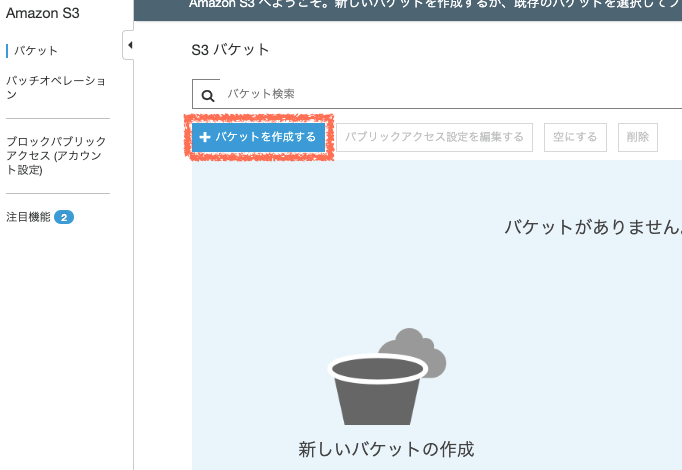 Amazon S3 へようこそ。新しいバケットを作成するか、既存のバケットを選択してフ
Amazon S3
バケット
バッチオペレーショ
ン
ブロックパブリック
アクセス (アカウン
ト設定)
注目機能 2
S3 バケット
バケット検索
バケットを作成する
パブリックアクセス設定を編集する
空にする
削除
バケットがありません。
新しいバケットの作成